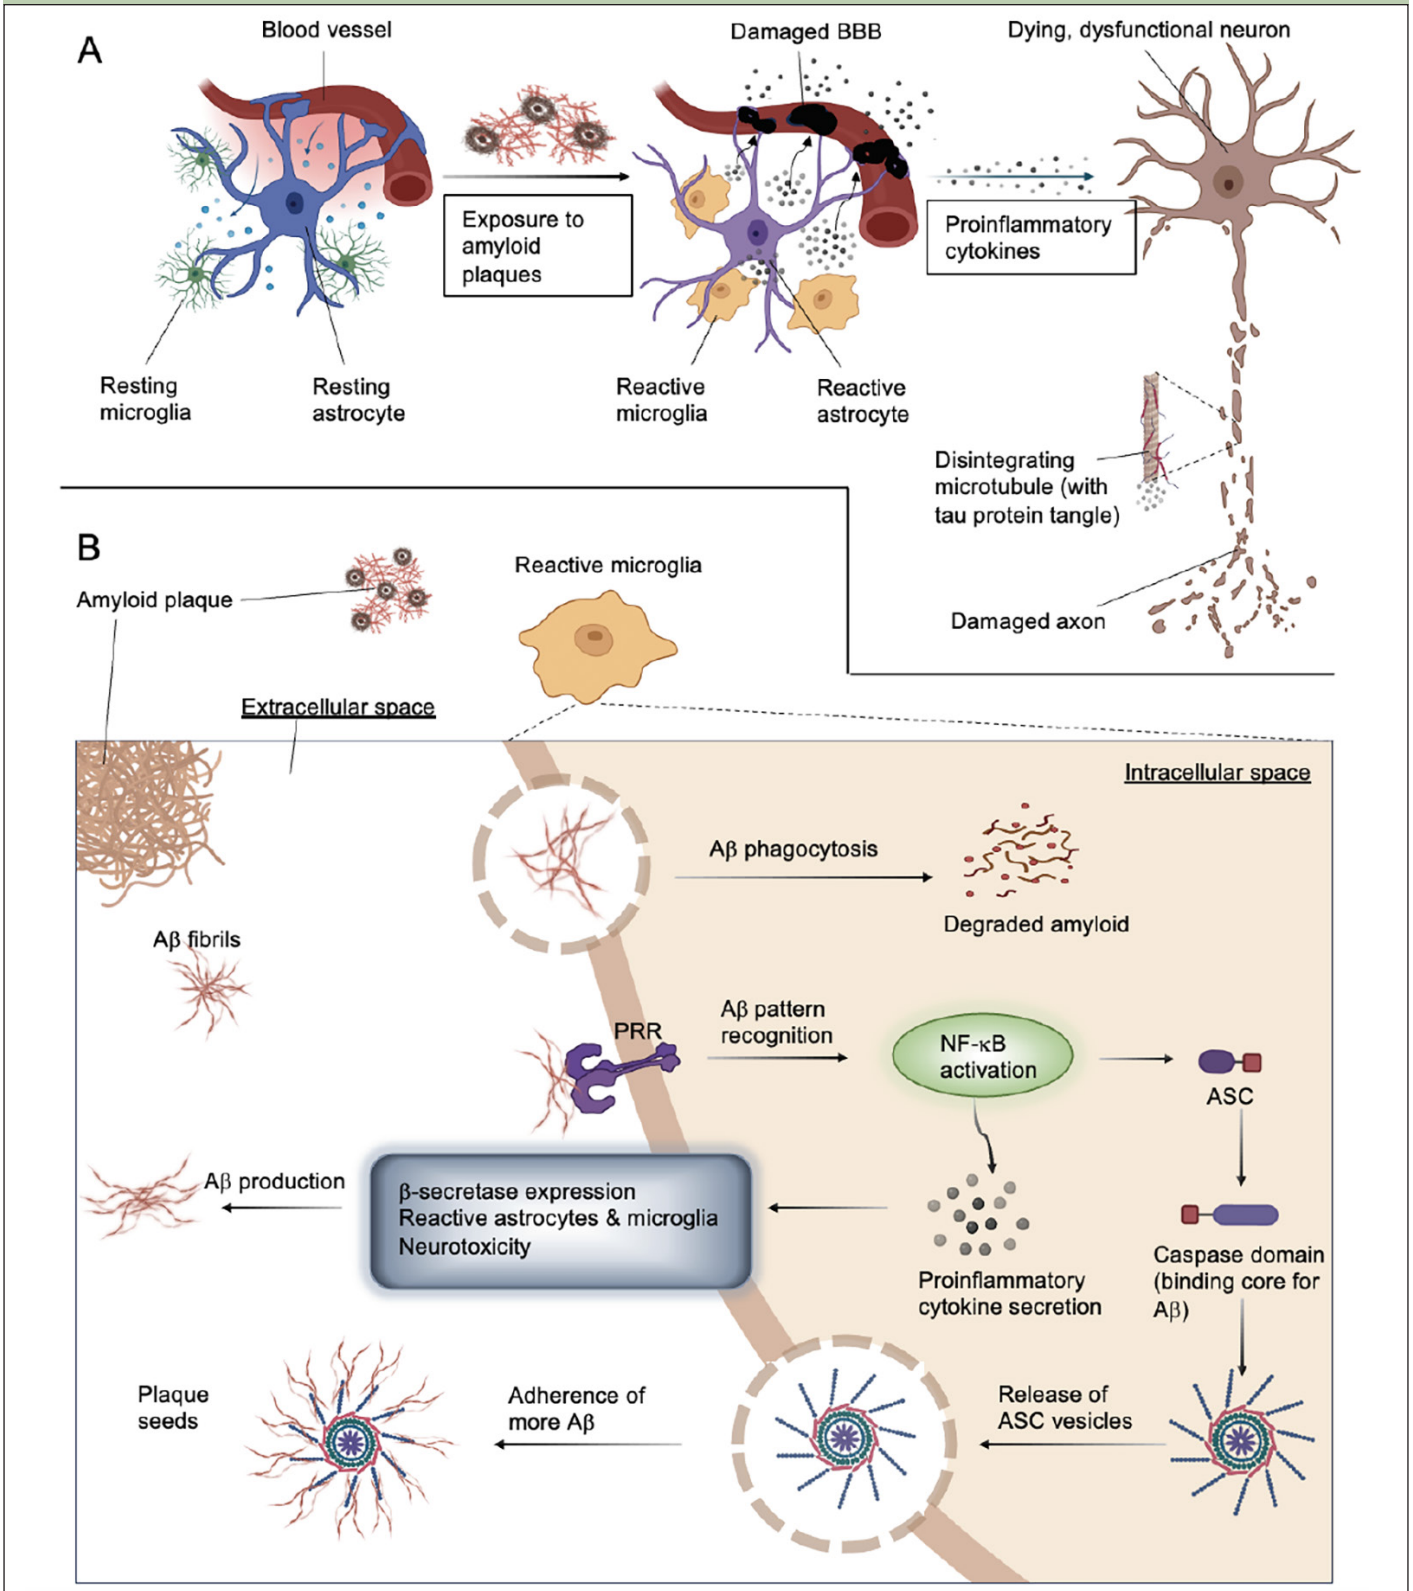 A
Blood vessel
Damaged BBB
Dying, dysfunctional neuron
Exposure to
amyloid
plaques
Proinflammatory
cytokines
Resting
microglia
Resting
astrocyte
Reactive
microglia
Reactive
astrocyte
Disintegrating
microtubule (with
tau protein tangle)
Damaged axon
B
Amyloid plaque
Reactive microglia
Extracellular space
Intracellular space
Aβ phagocytosis
Degraded amyloid
Aβ fibrils
PRR
Aβ pattern
recognition
NF-κB
activation
ASC
Aβ production
β-secretase expression
Reactive astrocytes & microglia
Neurotoxicity
Proinflammatory
cytokine secretion
Caspase domain
(binding core for
Aβ)
Plaque
seeds
Adherence of
more Aβ
Release of
ASC vesicles